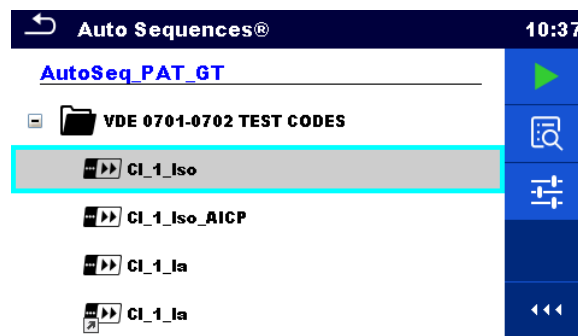 Auto Sequences® 10:37
AutoSeq_PAT_GT
VDE 0701-0702 TEST CODES
Cl_1_Iso
Cl_1_Iso_AICP
Cl_1_Ia
Cl_1_Ia